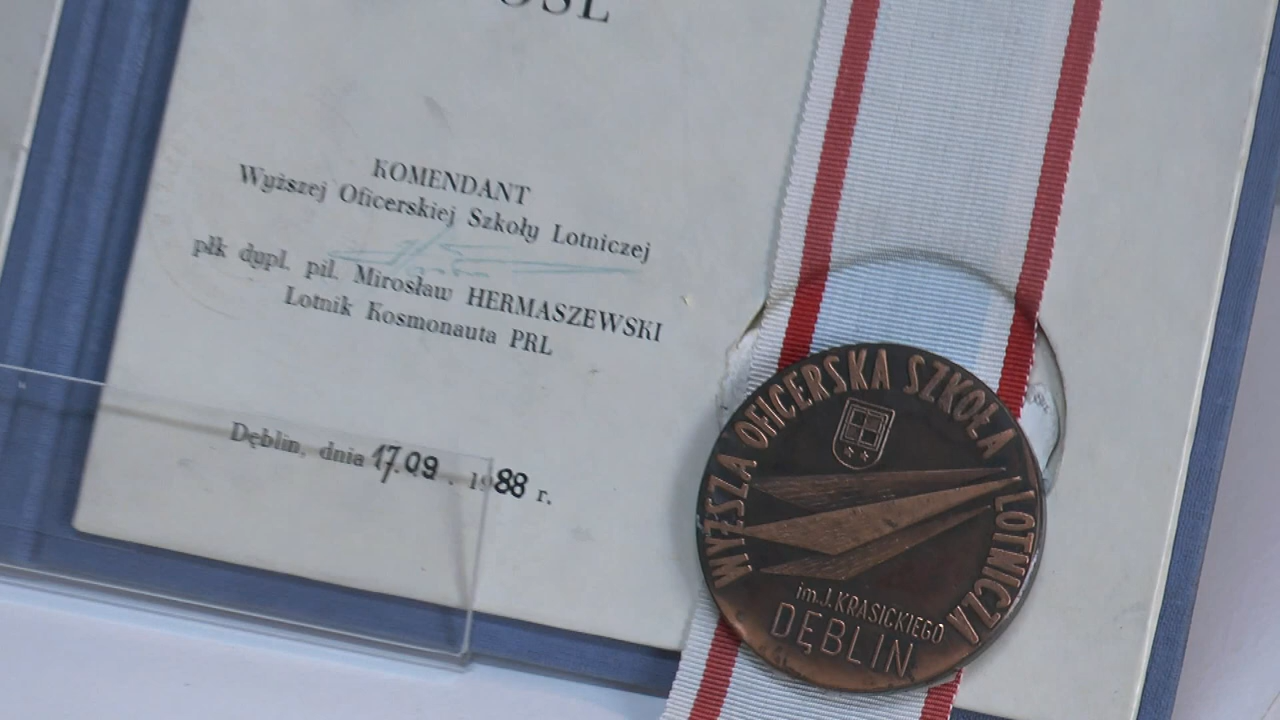 OSL
KOMENDANT
Wyższej Oficerskiej Szkoły Lotniczej
płk dypl. pil. Mirosław HERMASZEWSKI
Lotnik Kosmonauta PRL
Dęblin, dnia 17.09. 1988 r.
WYŻSZA OFICERSKA SZKOŁA LOTNICZA
im. J. KRASICKIEGO
DĘBLIN